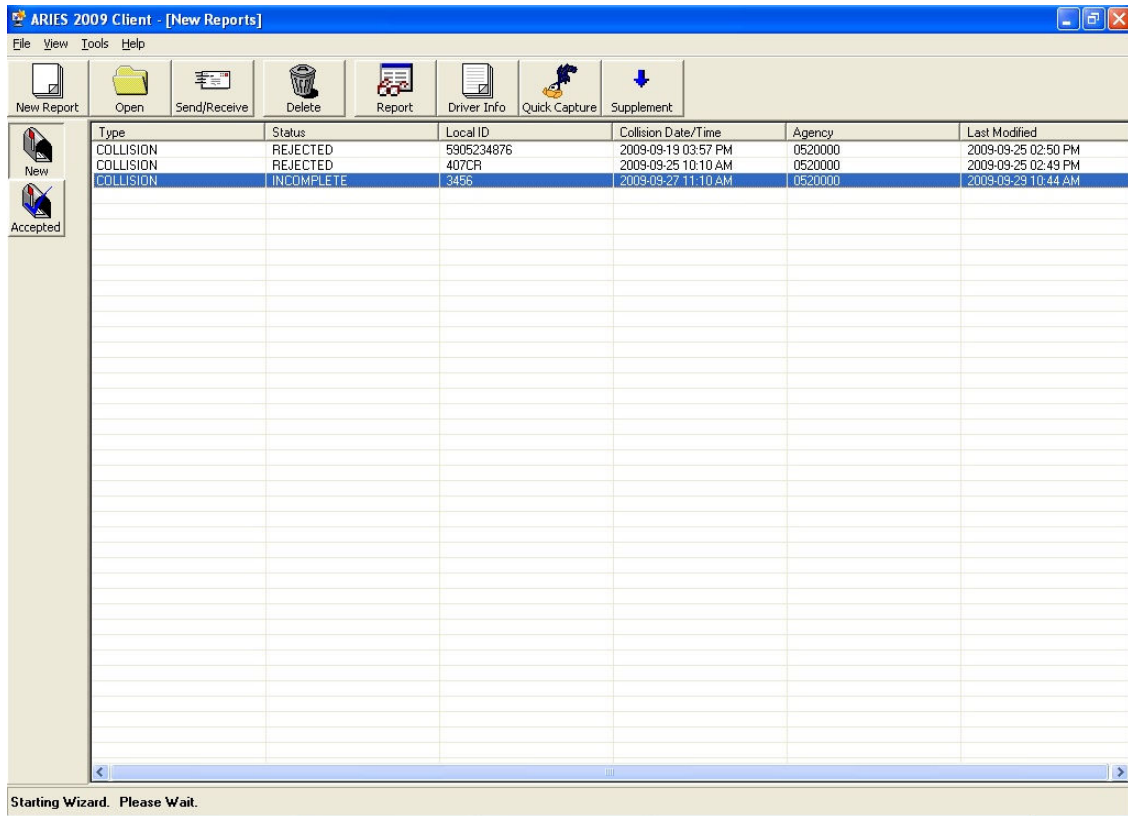 ARIES 2009 Client - [New Reports]
File View Tools Help
New Report Open Send/Receive Delete Report Driver Info Quick Capture Supplement
Type Status Local ID Collision Date/Time Agency Last Modified
COLLISION REJECTED 5905234876 2009-09-19 03:57 PM 0520000 2009-09-25 02:50 PM
COLLISION REJECTED 407CR 2009-09-25 10:10 AM 0520000 2009-09-25 02:49 PM
COLLISION INCOMPLETE 3456 2009-09-27 11:10 AM 0520000 2009-09-29 10:44 AM
New
Accepted
Starting Wizard. Please Wait.